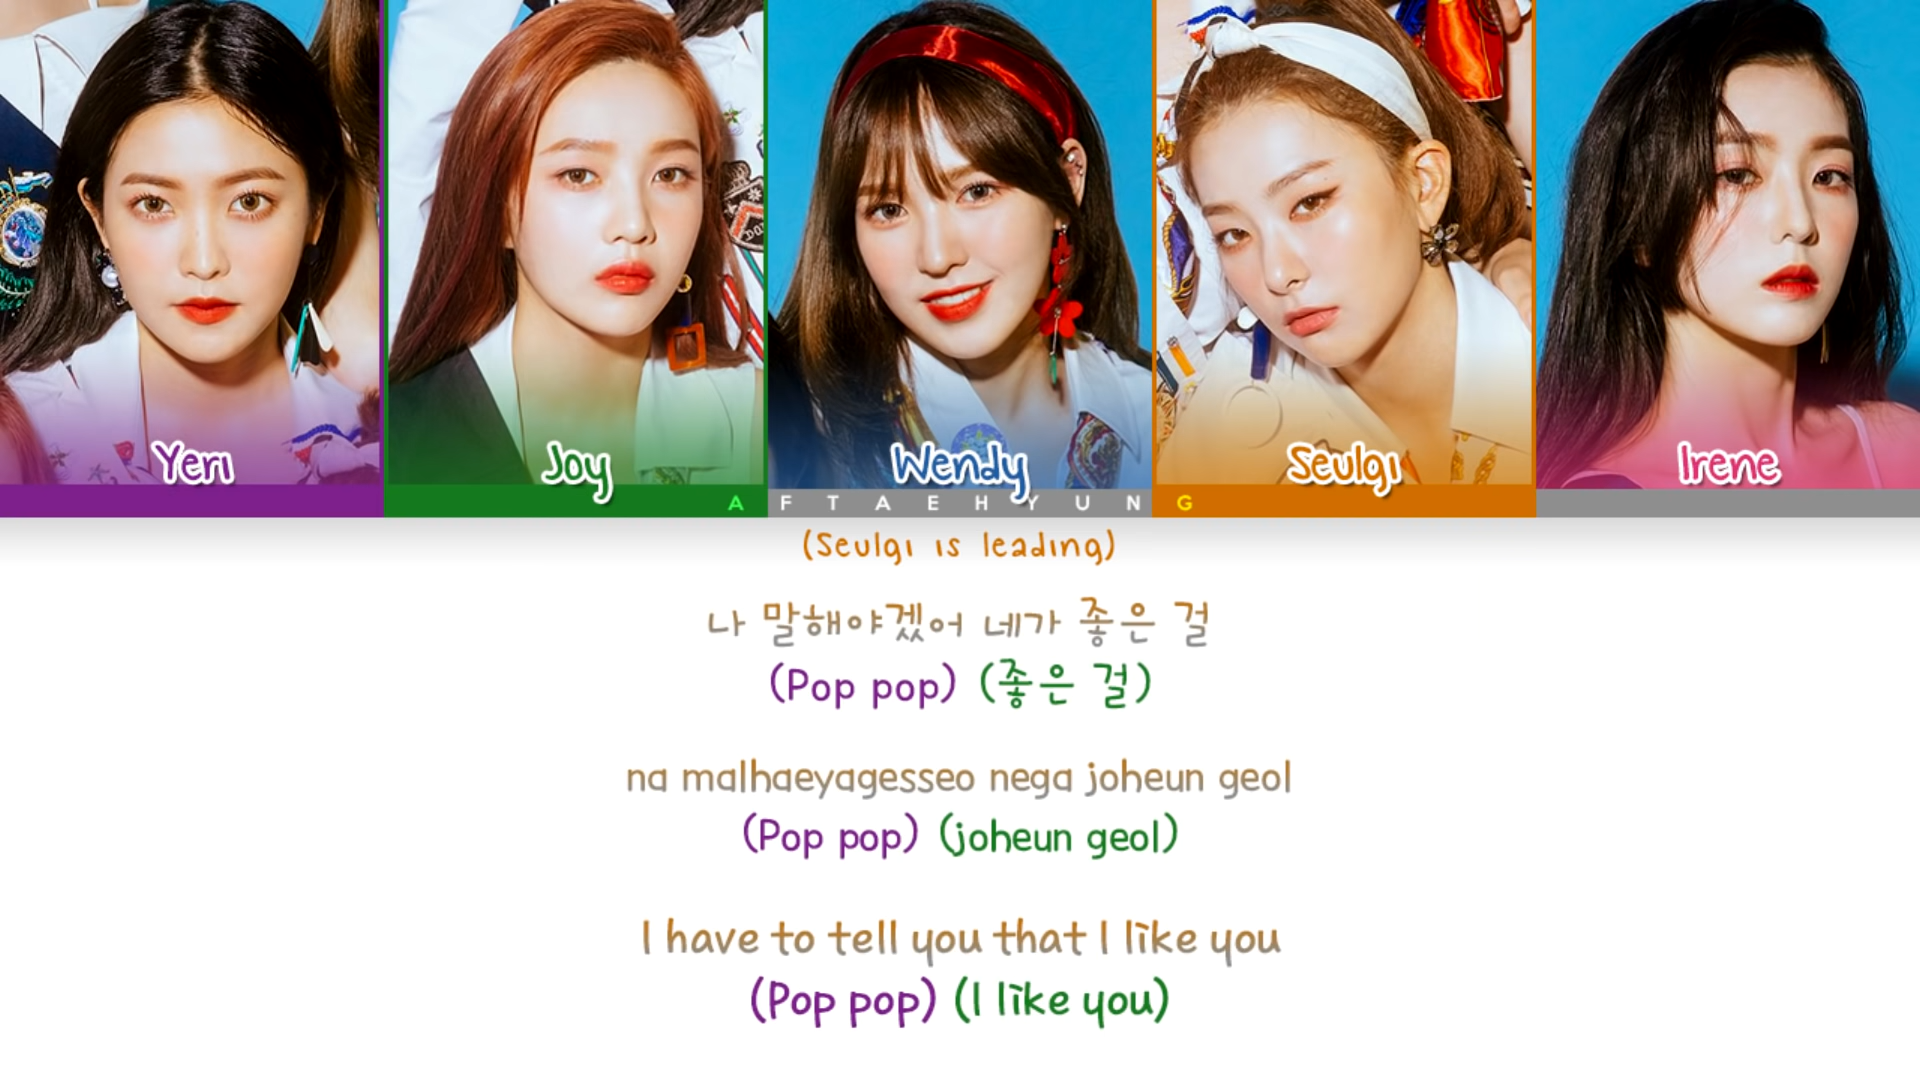 Yeri
Joy
Wendy
Seulgi
Irene
AFTAEHYUNG
(Seulgi is leading)
나 말해야겠어 네가 좋은 걸
(Pop pop) (좋은 걸)
na malhaeyagesseo nega joheun geol
(Pop pop) (joheun geol)
I have to tell you that I like you
(Pop pop) (I like you)